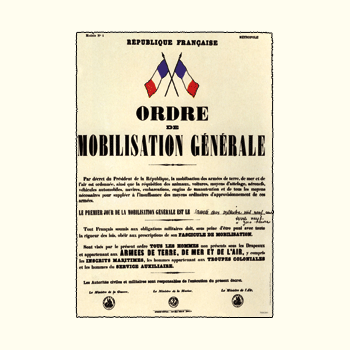 Modèle N° 1
MÉTROPOLE
RÉPUBLIQUE FRANÇAISE
ORDRE
DE
MOBILISATION GÉNÉRALE
Par décret du Président de la République, la mobilisation des armées de terre, de mer et de
l'air est ordonnée, ainsi que la réquisition des animaux, voitures, moyens d'attelage, aéronefs,
véhicules automobiles, navires, embarcations, engins de manutention et de tous les moyens
nécessaires pour suppléer à l'insuffisance des moyens ordinaires d'approvisionnement de ces
armées.
LE PREMIER JOUR DE LA MOBILISATION GÉNÉRALE EST LE
Tout Français soumis aux obligations militaires doit, sous peine d'être puni avec toute
la rigueur des lois, obéir aux prescriptions de son FASCICULE DE MOBILISATION.
Sont visés par le présent ordre TOUS LES HOMMES non présents sous les Drapeaux
et appartenant aux ARMÉES DE TERRE, DE MER ET DE L'AIR, y compris
les INSCRITS MARITIMES, les hommes appartenant aux TROUPES COLONIALES
et les hommes du SERVICE AUXILIAIRE.
Les Autorités civiles et militaires sont responsables de l'exécution du présent décret.
Le Ministre de la Guerre,
Le Ministre de la Marine,
Le Ministre de l'Air,